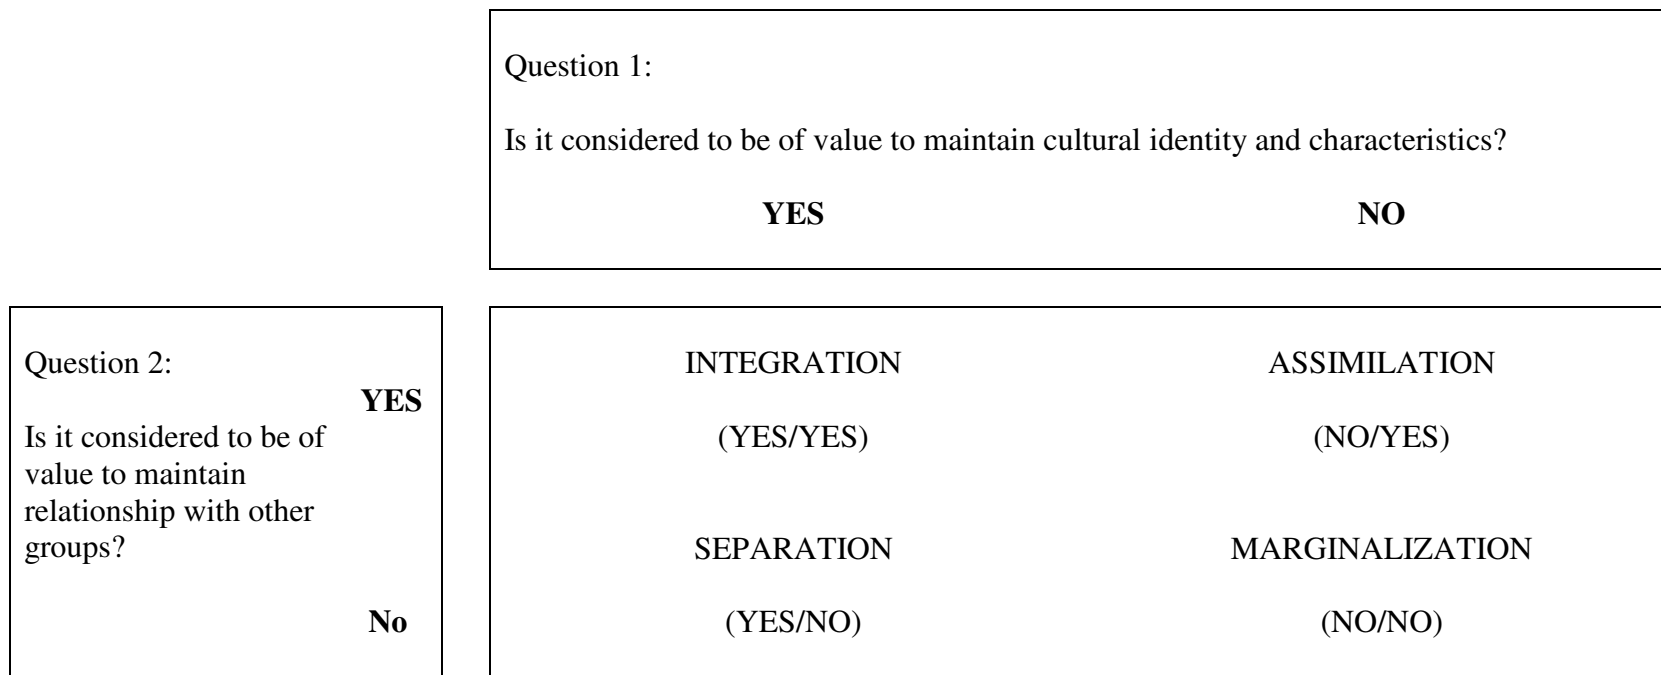 Question 1:
Is it considered to be of value to maintain cultural identity and characteristics?
YES NO
Question 2:
YES
Is it considered to be of
value to maintain
relationship with other
groups?
No
INTEGRATION ASSIMILATION
(YES/YES) (NO/YES)
SEPARATION MARGINALIZATION
(YES/NO) (NO/NO)